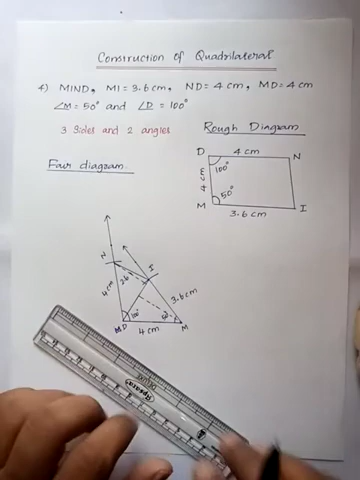 Construction of Quadrilateral
4) MIND, MI = 3.6 cm, ND = 4 cm, MD = 4 cm
∠M = 50° and ∠D = 100°
3 Sides and 2 angles
Rough Diagram
D 4 cm N
100°
4 cm
50°
M 3.6 cm I
Fair diagram
N
I
4 cm
3.6 cm
100°
50°
D 4 cm M
Apsara
DELUXE